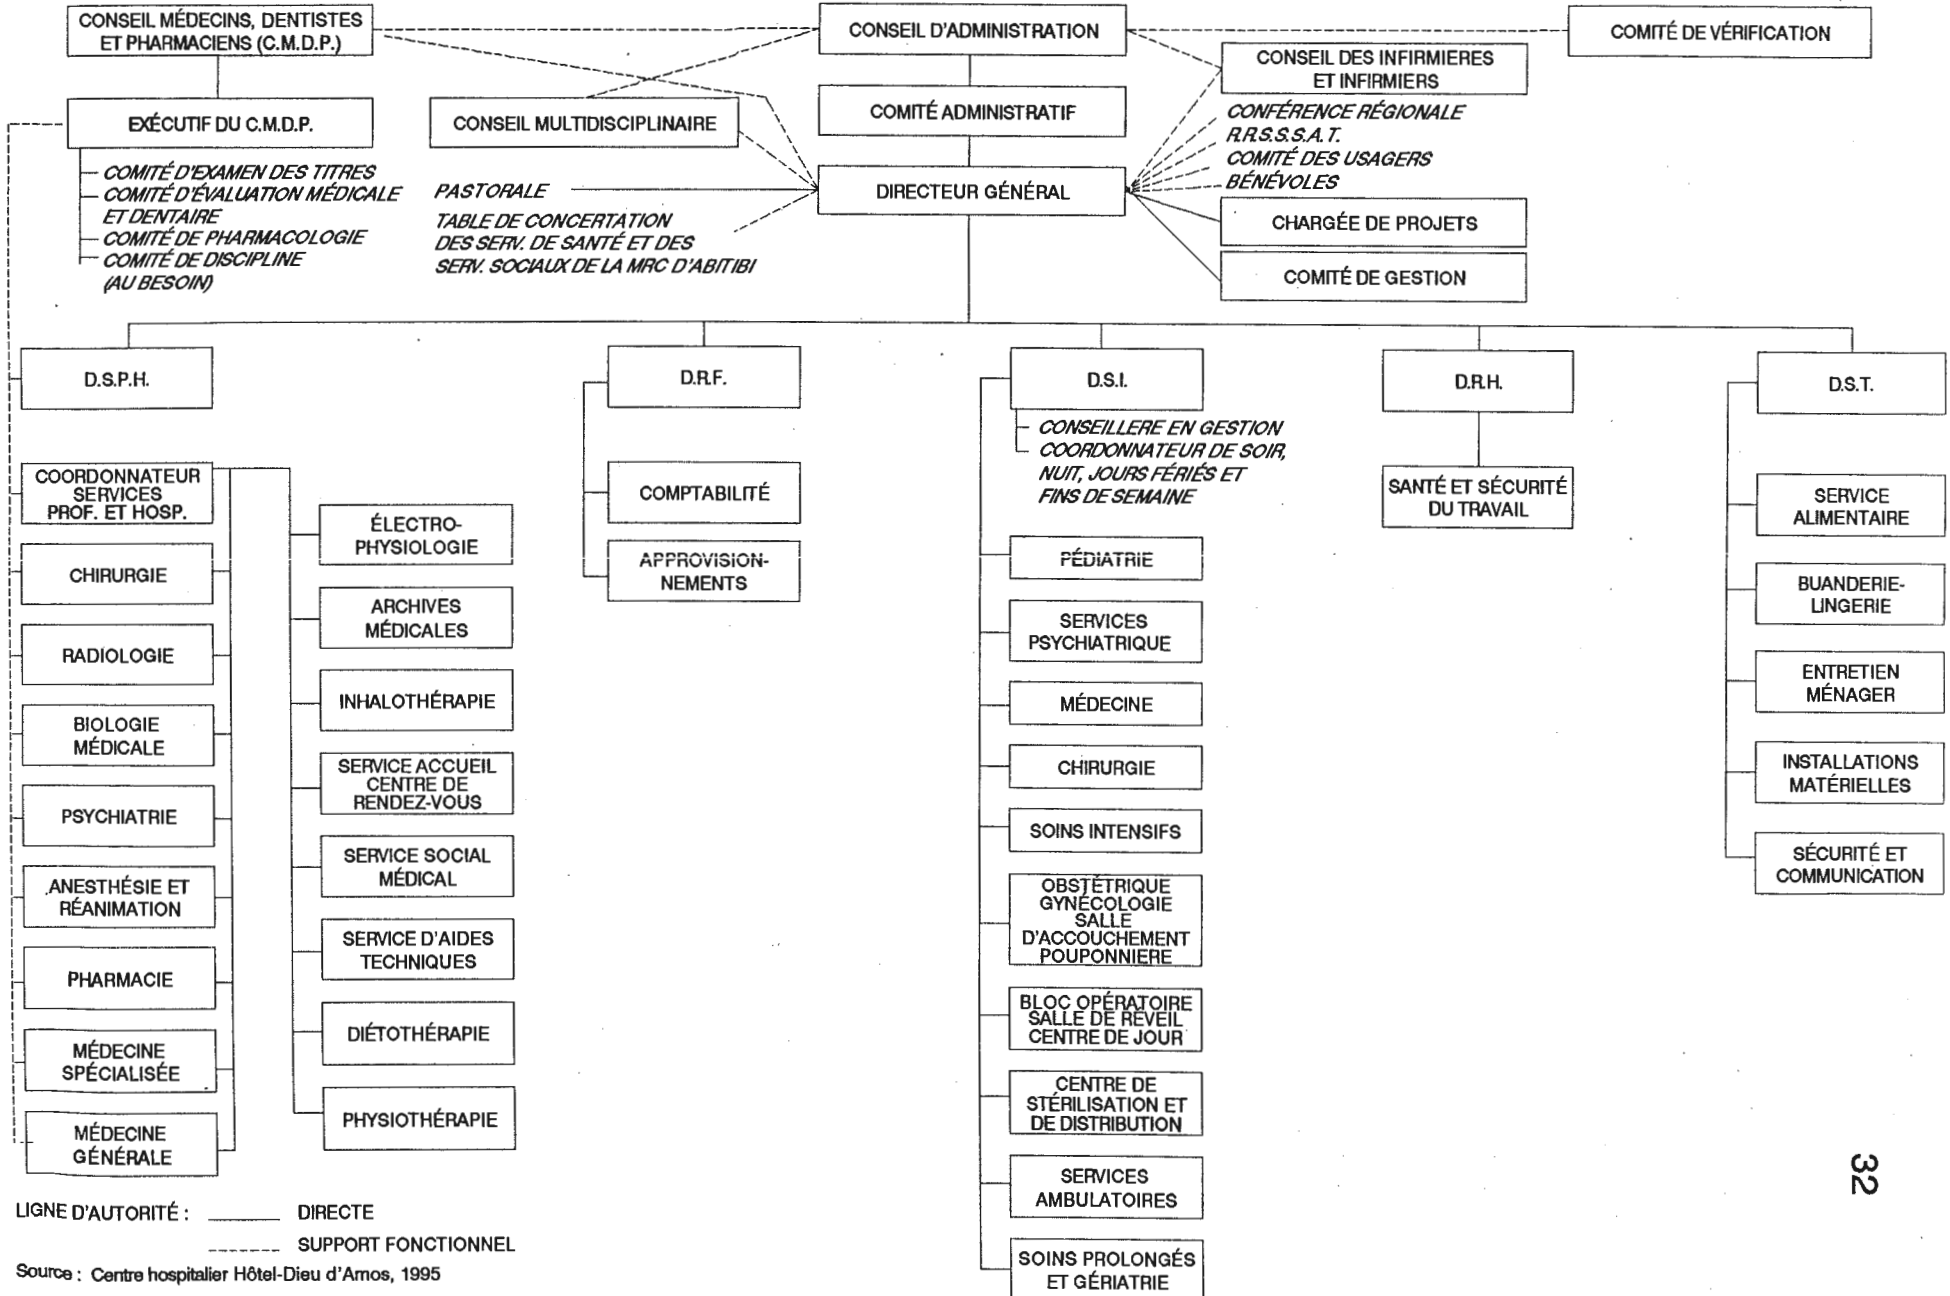 CONSEIL MÉDECINS, DENTISTES
ET PHARMACIENS (C.M.D.P.)
CONSEIL D'ADMINISTRATION
COMITÉ DE VÉRIFICATION
CONSEIL DES INFIRMIERES
ET INFIRMIERS
EXÉCUTIF DU C.M.D.P.
CONSEIL MULTIDISCIPLINAIRE
COMITÉ ADMINISTRATIF
CONFÉRENCE RÉGIONALE
R.R.S.S.S.A.T.
COMITÉ DES USAGERS
BÉNÉVOLES
COMITÉ D'EXAMEN DES TITRES
COMITÉ D'ÉVALUATION MÉDICALE
ET DENTAIRE
COMITÉ DE PHARMACOLOGIE
COMITÉ DE DISCIPLINE
(AU BESOIN)
PASTORALE
TABLE DE CONCERTATION
DES SERV. DE SANTÉ ET DES
SERV. SOCIAUX DE LA MRC D'ABITIBI
DIRECTEUR GÉNÉRAL
CHARGÉE DE PROJETS
COMITÉ DE GESTION
D.S.P.H.
D.R.F.
D.S.I.
D.R.H.
D.S.T.
COORDONNATEUR
SERVICES
PROF. ET HOSP.
CHIRURGIE
RADIOLOGIE
BIOLOGIE
MÉDICALE
PSYCHIATRIE
ANESTHÉSIE ET
RÉANIMATION
PHARMACIE
MÉDECINE
SPÉCIALISÉE
MÉDECINE
GÉNÉRALE
ÉLECTRO-
PHYSIOLOGIE
ARCHIVES
MÉDICALES
INHALOTHÉRAPIE
SERVICE ACCUEIL
CENTRE DE
RENDEZ-VOUS
SERVICE SOCIAL
MÉDICAL
SERVICE D'AIDES
TECHNIQUES
DIÉTOTHÉRAPIE
PHYSIOTHÉRAPIE
COMPTABILITÉ
APPROVISION-
NEMENTS
CONSEILLERE EN GESTION
COORDONNATEUR DE SOIR,
NUIT, JOURS FÉRIÉS ET
FINS DE SEMAINE
PÉDIATRIE
SERVICES
PSYCHIATRIQUE
MÉDECINE
CHIRURGIE
SOINS INTENSIFS
OBSTÉTRIQUE
GYNÉCOLOGIE
SALLE
D'ACCOUCHEMENT
POUPONNIERE
BLOC OPÉRATOIRE
SALLE DE RÉVEIL
CENTRE DE JOUR
CENTRE DE
STÉRILISATION ET
DE DISTRIBUTION
SERVICES
AMBULATOIRES
SOINS PROLONGÉS
ET GÉRIATRIE
SANTÉ ET SÉCURITÉ
DU TRAVAIL
SERVICE
ALIMENTAIRE
BUANDERIE-
LINGERIE
ENTRETIEN
MÉNAGER
INSTALLATIONS
MATÉRIELLES
SÉCURITÉ ET
COMMUNICATION
32
LIGNE D'AUTORITÉ : DIRECTE
SUPPORT FONCTIONNEL
Source : Centre hospitalier Hôtel-Dieu d'Amos, 1995